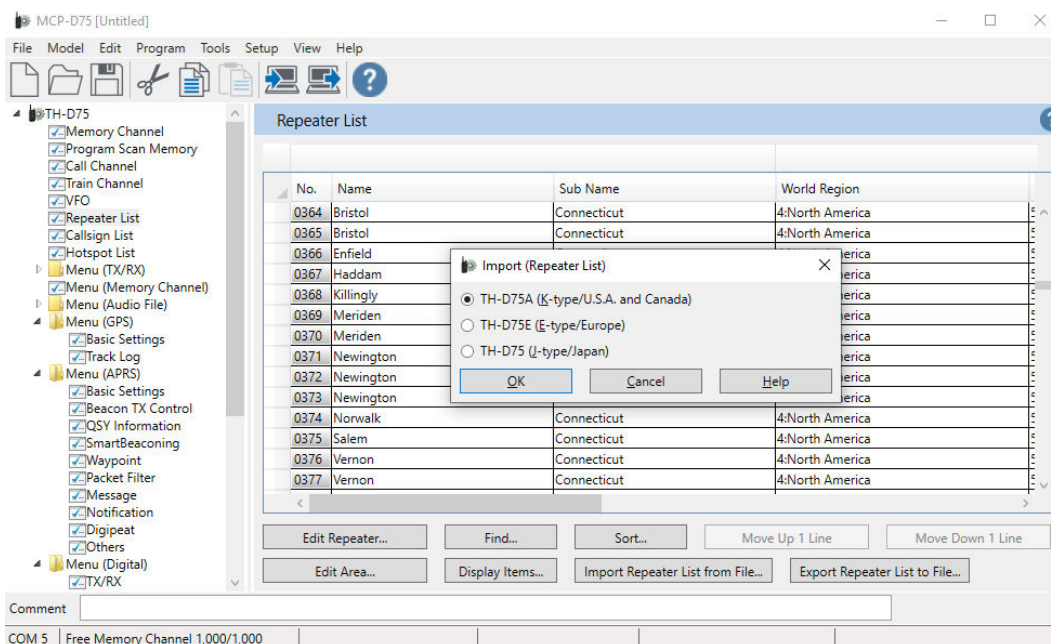 MCP-D75 [Untitled]
File Model Edit Program Tools Setup View Help
TH-D75
Memory Channel
Program Scan Memory
Call Channel
Train Channel
VFO
Repeater List
Callsign List
Hotspot List
Menu (TX/RX)
Menu (Memory Channel)
Menu (Audio File)
Menu (GPS)
Basic Settings
Track Log
Menu (APRS)
Basic Settings
Beacon TX Control
QSY Information
SmartBeaconing
Waypoint
Packet Filter
Message
Notification
Digipeat
Others
Menu (Digital)
TX/RX
Repeater List
No. Name Sub Name World Region
0364 Bristol Connecticut 4:North America
0365 Bristol Connecticut 4:North America
0366 Enfield
0367 Haddam
0368 Killingly
0369 Meriden
0370 Meriden
0371 Newington
0372 Newington
0373 Newington
0374 Norwalk Connecticut 4:North America
0375 Salem Connecticut 4:North America
0376 Vernon Connecticut 4:North America
0377 Vernon Connecticut 4:North America
Import (Repeater List)
TH-D75A (K-type/U.S.A. and Canada)
TH-D75E (E-type/Europe)
TH-D75 (J-type/Japan)
OK Cancel Help
Edit Repeater... Find... Sort... Move Up 1 Line Move Down 1 Line
Edit Area... Display Items... Import Repeater List from File... Export Repeater List to File...
Comment
COM 5 Free Memory Channel 1,000/1,000